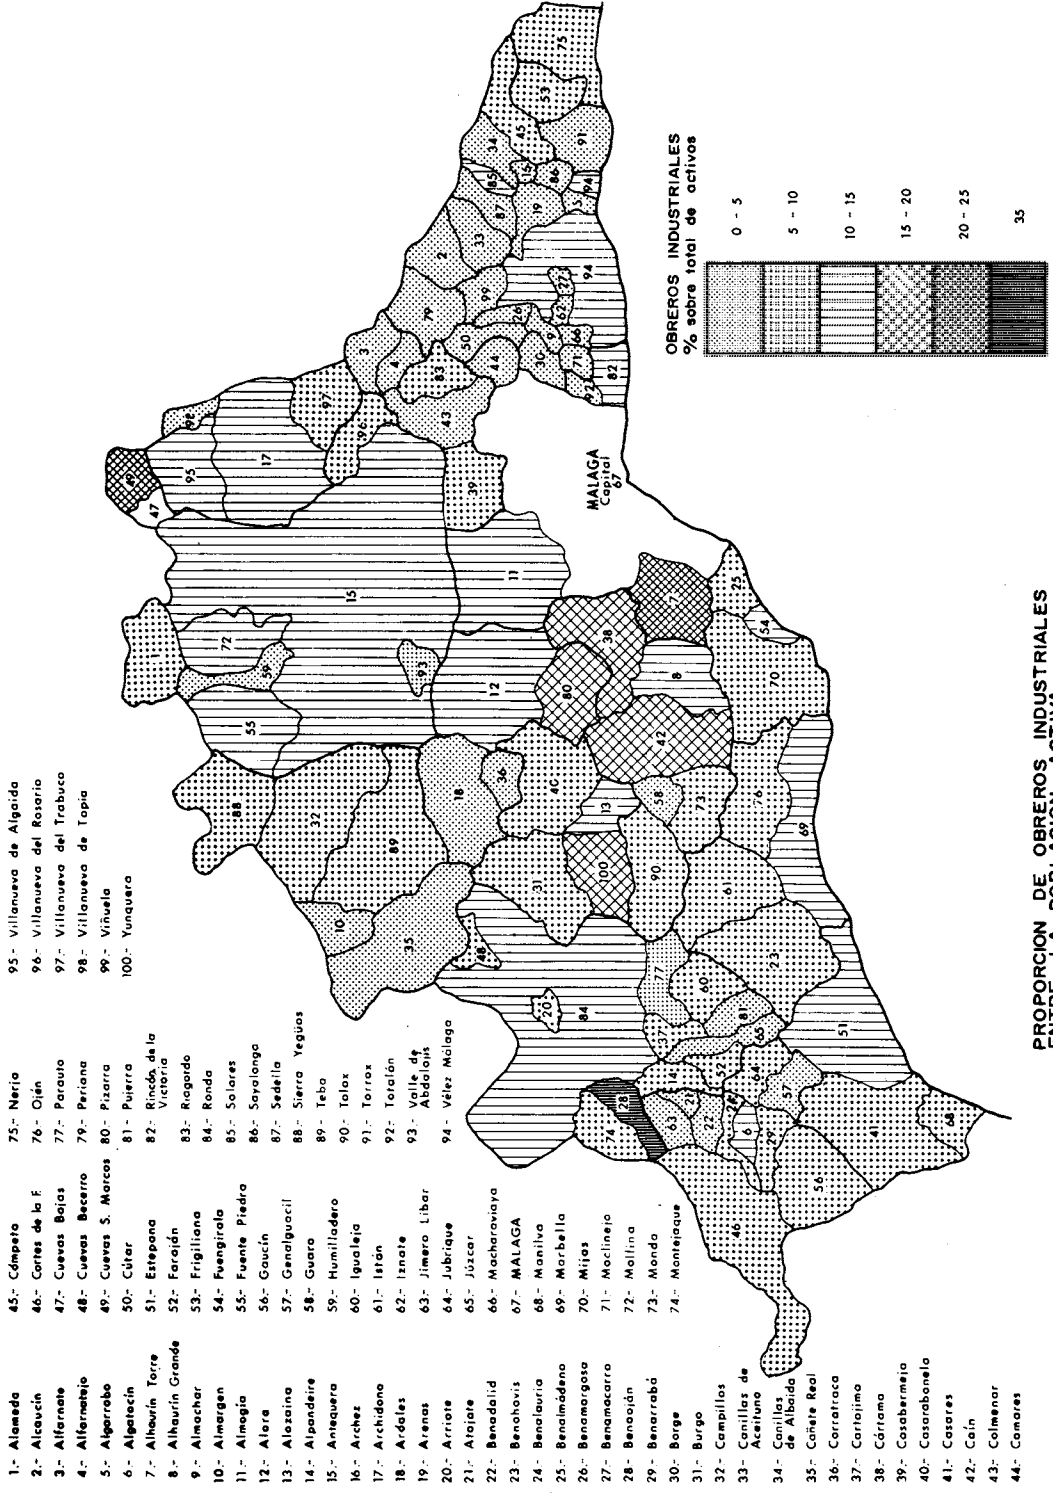 1.- Alameda
2.- Alcaucín
3.- Alfarnate
4.- Alfarnatejo
5.- Algarrobo
6.- Algatocín
7.- Alhaurín Torre
8.- Alhaurín Grande
9.- Almachar
10.- Almargen
11.- Almogía
12.- Alora
13.- Alozaina
14.- Alpandeire
15.- Antequera
16.- Archez
17.- Archidona
18.- Ardales
19.- Arenas
20.- Arriate
21.- Atajate
22.- Benadalid
23.- Benahavis
24.- Benalauria
25.- Benalmádena
26.- Benamargosa
27.- Benamacarra
28.- Benaoján
29.- Benarrabá
30.- Borge
31.- Burgo
32.- Campillos
33.- Canillas de
Aceituno
34.- Canillas
de Albaida
35.- Cañete Real
36.- Carratraca
37.- Cartajima
38.- Cártama
39.- Casabermeja
40.- Casarabonela
41.- Casares
42.- Coín
43.- Colmenar
44.- Comares
45.- Cómpeta
46.- Cortes de la F.
47.- Cuevas Bajas
48.- Cuevas Becerro
49.- Cuevas S. Marcos
50.- Cútar
51.- Estepona
52.- Faraján
53.- Frigiliana
54.- Fuengirola
55.- Fuente Piedra
56.- Gaucín
57.- Genalguacil
58.- Guaro
59.- Humilladero
60.- Igualeja
61.- Istán
62.- Iznate
63.- Jimera Libar
64.- Jubrique
65.- Júzcar
66.- Macharaviaya
67.- MALAGA
68.- Manilva
69.- Marbella
70.- Mijas
71.- Moclinejo
72.- Mollina
73.- Monda
74.- Montejaque
75.- Nerja
76.- Ojén
77.- Parauta
79.- Periana
80.- Pizarra
81.- Pujerra
82.- Rincón de la
Victoria
83.- Riogordo
84.- Ronda
85.- Salares
86.- Sayalonga
87.- Sedella
88.- Sierra Yegüas
89.- Teba
90.- Tolox
91.- Torrox
92.- Totalán
93.- Valle de
Abdalajís
94.- Vélez Málaga
95.- Villanueva de Algaida
96.- Villanueva del Rosario
97.- Villanueva del Trabuco
98.- Villanueva de Tapia
99.- Viñuela
100.- Yunquera
MALAGA
Capital
67
OBREROS INDUSTRIALES
% sobre total de activos
0 - 5
5 - 10
10 - 15
15 - 20
20 - 25
35
PROPORCION DE OBREROS INDUSTRIALES
ENTRE LA POBLACION ACTIVA